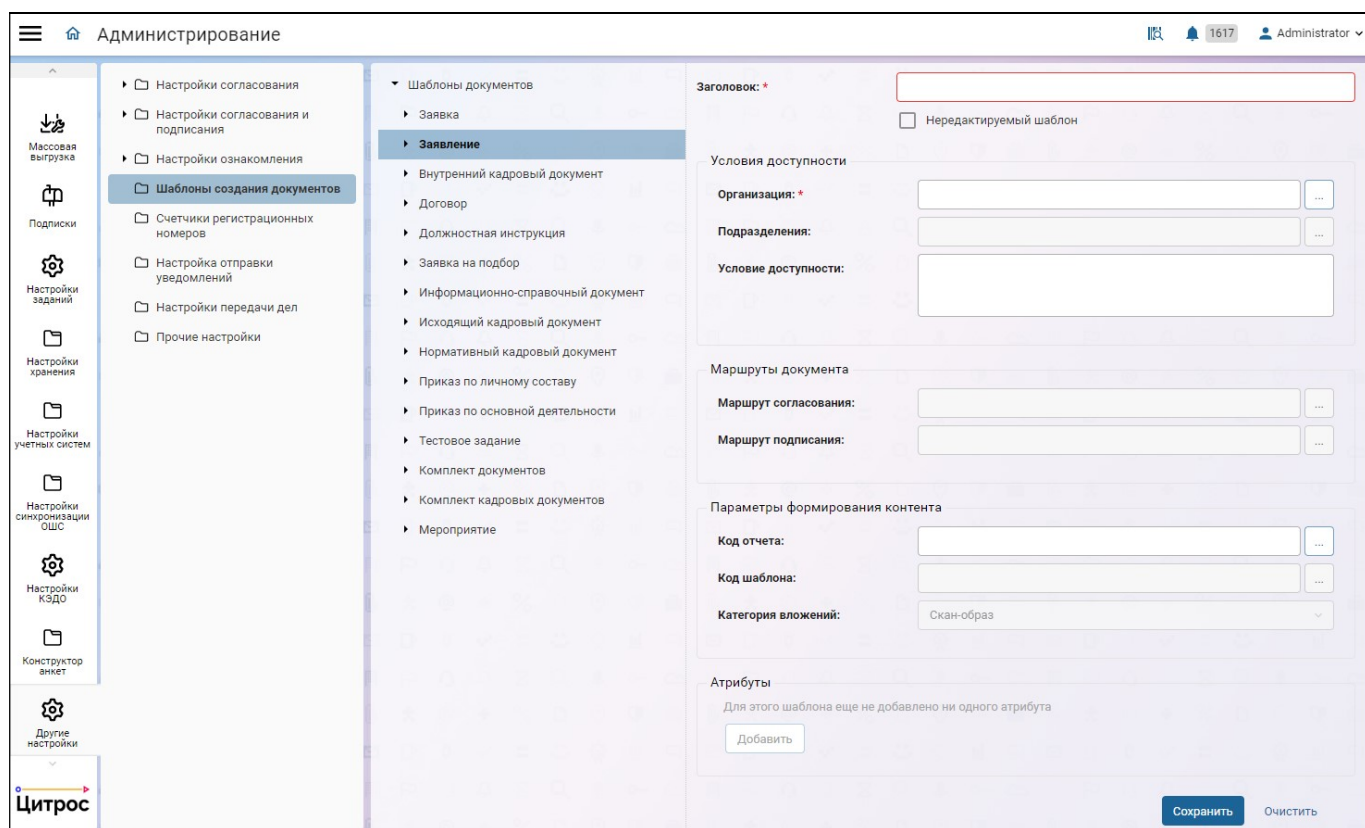 Администрирование
1617
Administrator
Массовая
выгрузка
Подписки
Настройки
заданий
Настройки
хранения
Настройки
учетных систем
Настройки
синхронизации
ОШС
Настройки
КЭДО
Конструктор
анкет
Другие
настройки
Цитрос
Настройки согласования
Настройки согласования и
подписания
Настройки ознакомления
Шаблоны создания документов
Счетчики регистрационных
номеров
Настройка отправки
уведомлений
Настройки передачи дел
Прочие настройки
Шаблоны документов
Заявка
Заявление
Внутренний кадровый документ
Договор
Должностная инструкция
Заявка на подбор
Информационно-справочный документ
Исходящий кадровый документ
Нормативный кадровый документ
Приказ по личному составу
Приказ по основной деятельности
Тестовое задание
Комплект документов
Комплект кадровых документов
Мероприятие
Заголовок: *
Нередактируемый шаблон
Условия доступности
Организация: * ...
Подразделения: ...
Условие доступности:
Маршруты документа
Маршрут согласования: ...
Маршрут подписания: ...
Параметры формирования контента
Код отчета: ...
Код шаблона: ...
Категория вложений: Скан-образ
Атрибуты
Для этого шаблона еще не добавлено ни одного атрибута
Добавить
Сохранить Очистить